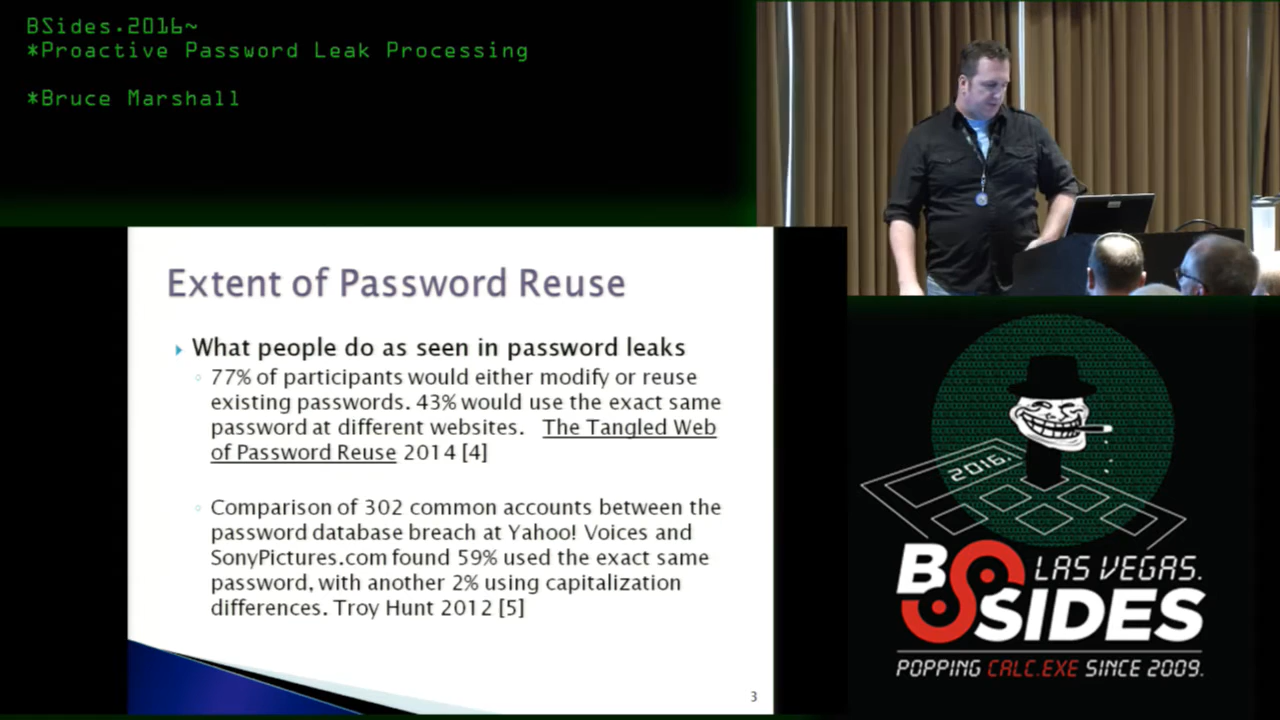 BSides.2016~
*Proactive Password Leak Processing
*Bruce Marshall
Extent of Password Reuse
What people do as seen in password leaks
77% of participants would either modify or reuse
existing passwords. 43% would use the exact same
password at different websites. The Tangled Web
of Password Reuse 2014 [4]
Comparison of 302 common accounts between the
password database breach at Yahoo! Voices and
SonyPictures.com found 59% used the exact same
password, with another 2% using capitalization
differences. Troy Hunt 2012 [5]
3
2016.
BSIDES
LAS VEGAS.
POPPING CALC.EXE SINCE 2009.